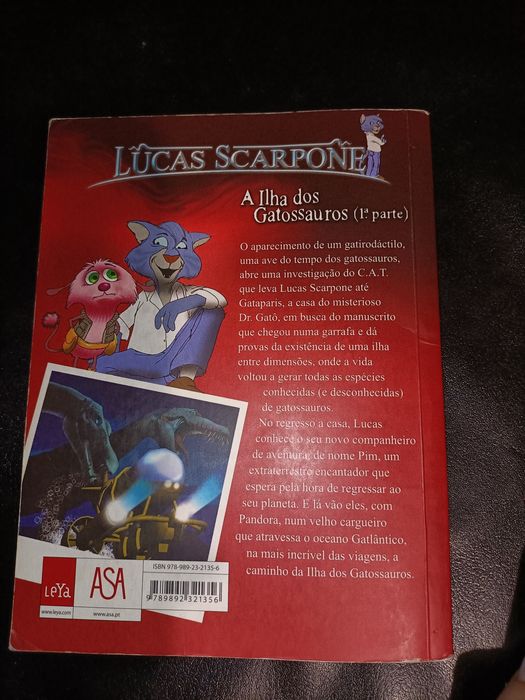 LUCAS SCARPONE
A Ilha dos
Gatossauros (1.ª parte)
O aparecimento de um gatirodáctilo,
uma ave do tempo dos gatossauros,
abre uma investigação do C.A.T.
que leva Lucas Scarpone até
Gataparis, a casa do misterioso
Dr. Gatô, em busca do manuscrito
que chegou numa garrafa e dá
provas da existência de uma ilha
entre dimensões, onde a vida
voltou a gerar todas as espécies
conhecidas (e desconhecidas)
de gatossauros.
No regresso a casa, Lucas
conhece o seu novo companheiro
de aventura, de nome Pim, um
extraterrestre encantador que
espera pela hora de regressar ao
seu planeta. E lá vão eles, com
Pandora, num velho cargueiro
que atravessa o oceano Gatlântico,
na mais incrível das viagens, a
caminho da Ilha dos Gatossauros.
LeYa
www.leya.com
ASA
www.asa.pt
ISBN 978-989-23-2135-6
9789892321356